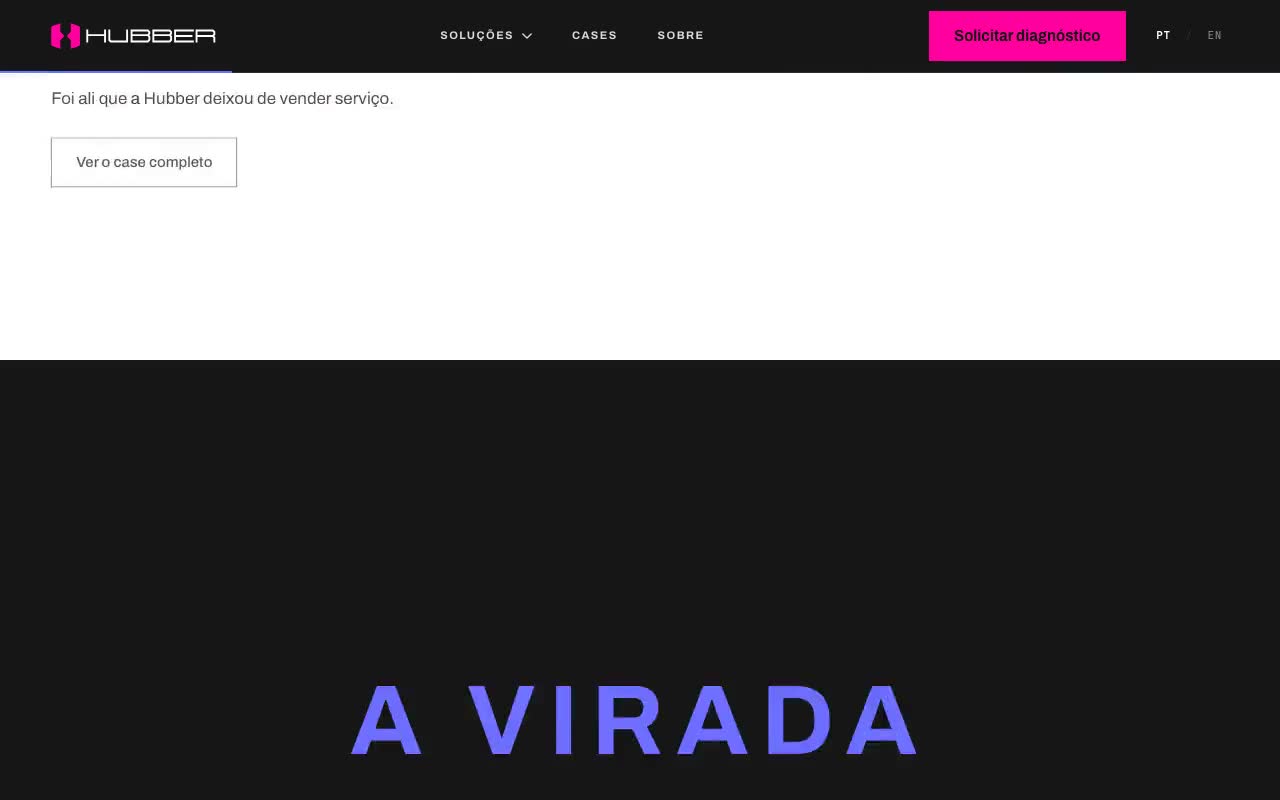 HUBBER
SOLUÇÕES
CASES
SOBRE
Solicitar diagnóstico
PT / EN
Foi ali que a Hubber deixou de vender serviço.
Ver o case completo
A VIRADA